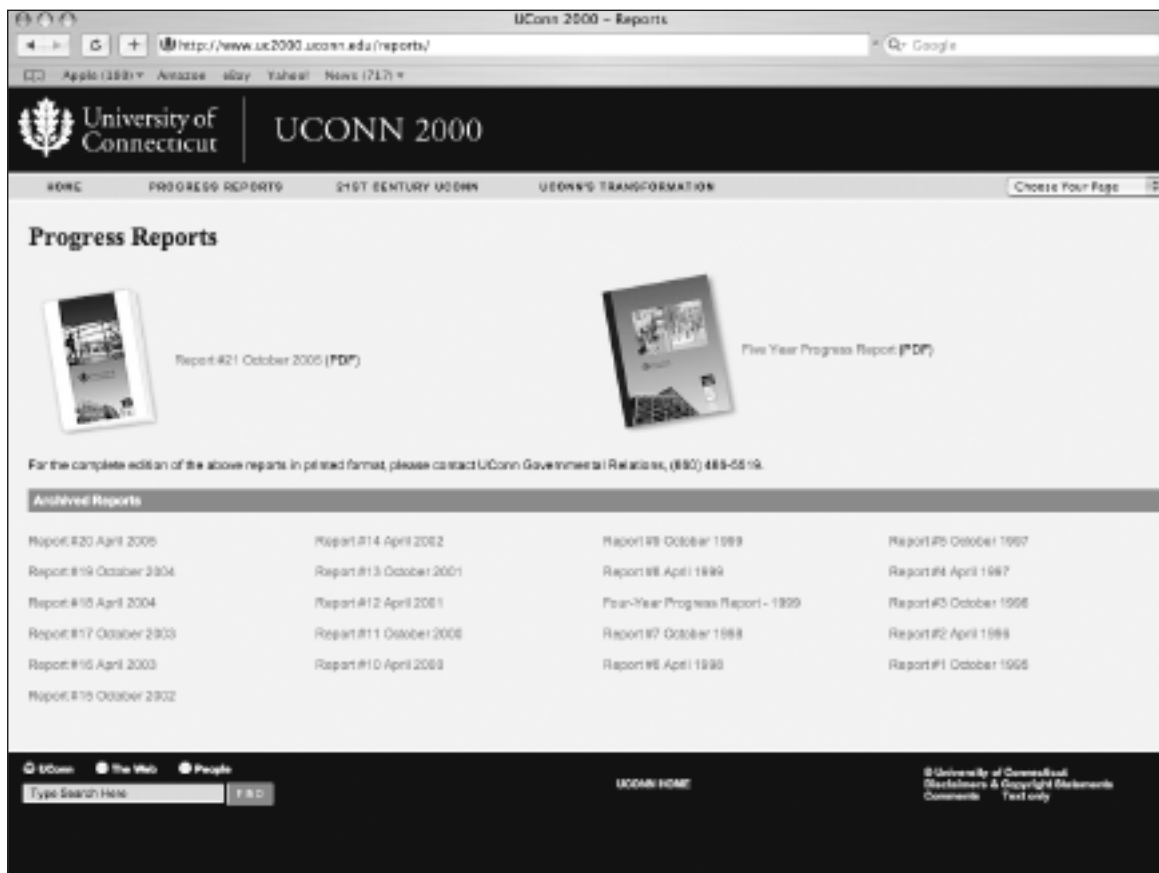 UConn 2000 – Reports
http://www.uc2000.uconn.edu/reports/
Google
Apple Amazon eBay Yahoo! News (717)
University of
Connecticut
UCONN 2000
HOME PROGRESS REPORTS 21ST CENTURY UCONN UCONN'S TRANSFORMATION Choose Your Page
Progress Reports
Report #21 October 2005 (PDF)
Five Year Progress Report (PDF)
For the complete edition of the above reports in printed format, please contact UConn Governmental Relations, (860) 486-5519.
Archived Reports
Report #20 April 2005 Report #14 April 2002 Report #9 October 1999 Report #5 October 1997
Report #19 October 2004 Report #13 October 2001 Report #8 April 1999 Report #4 April 1997
Report #18 April 2004 Report #12 April 2001 Four-Year Progress Report - 1999 Report #3 October 1996
Report #17 October 2003 Report #11 October 2000 Report #7 October 1998 Report #2 April 1996
Report #16 April 2003 Report #10 April 2000 Report #6 April 1998 Report #1 October 1995
Report #15 October 2002
UConn The Web People
Type Search Here FIND
UCONN HOME
© University of Connecticut
Disclaimers & Copyright Statements
Comments Text only